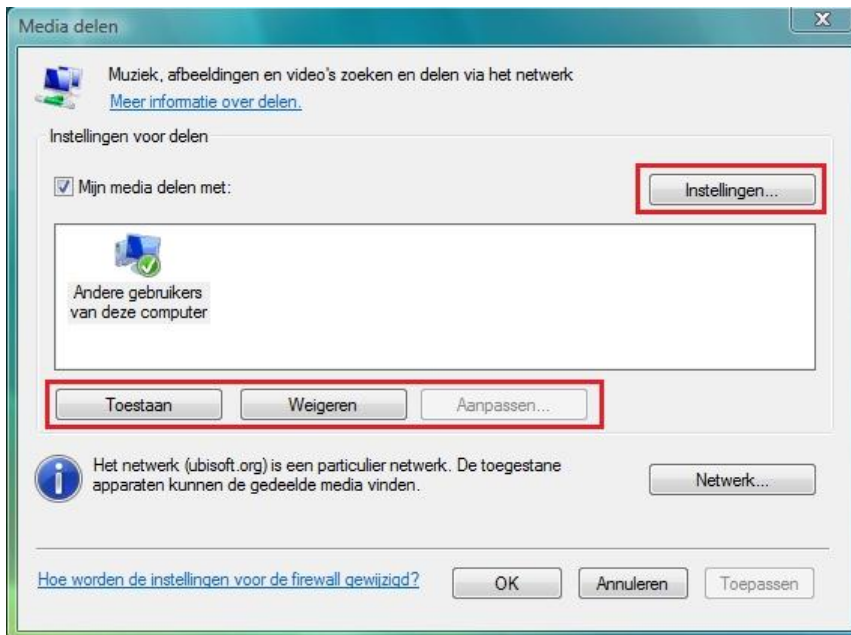 Media delen
Muziek, afbeeldingen en video's zoeken en delen via het netwerk
Meer informatie over delen.
Instellingen voor delen
Mijn media delen met:
Instellingen...
Andere gebruikers
van deze computer
Toestaan
Weigeren
Aanpassen...
Het netwerk (ubisoft.org) is een particulier netwerk. De toegestane
apparaten kunnen de gedeelde media vinden.
Netwerk...
Hoe worden de instellingen voor de firewall gewijzigd?
OK
Annuleren
Toepassen